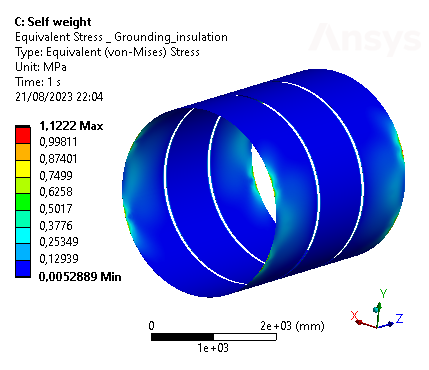 C: Self weight
Equivalent Stress _ Grounding_insulation
Type: Equivalent (von-Mises) Stress
Unit: MPa
Time: 1 s
21/08/2023 22:04
Ansys
1,1222 Max
0,99811
0,87401
0,7499
0,6258
0,5017
0,3776
0,25349
0,12939
0,0052889 Min
0
2e+03 (mm)
1e+03
Y
X
Z